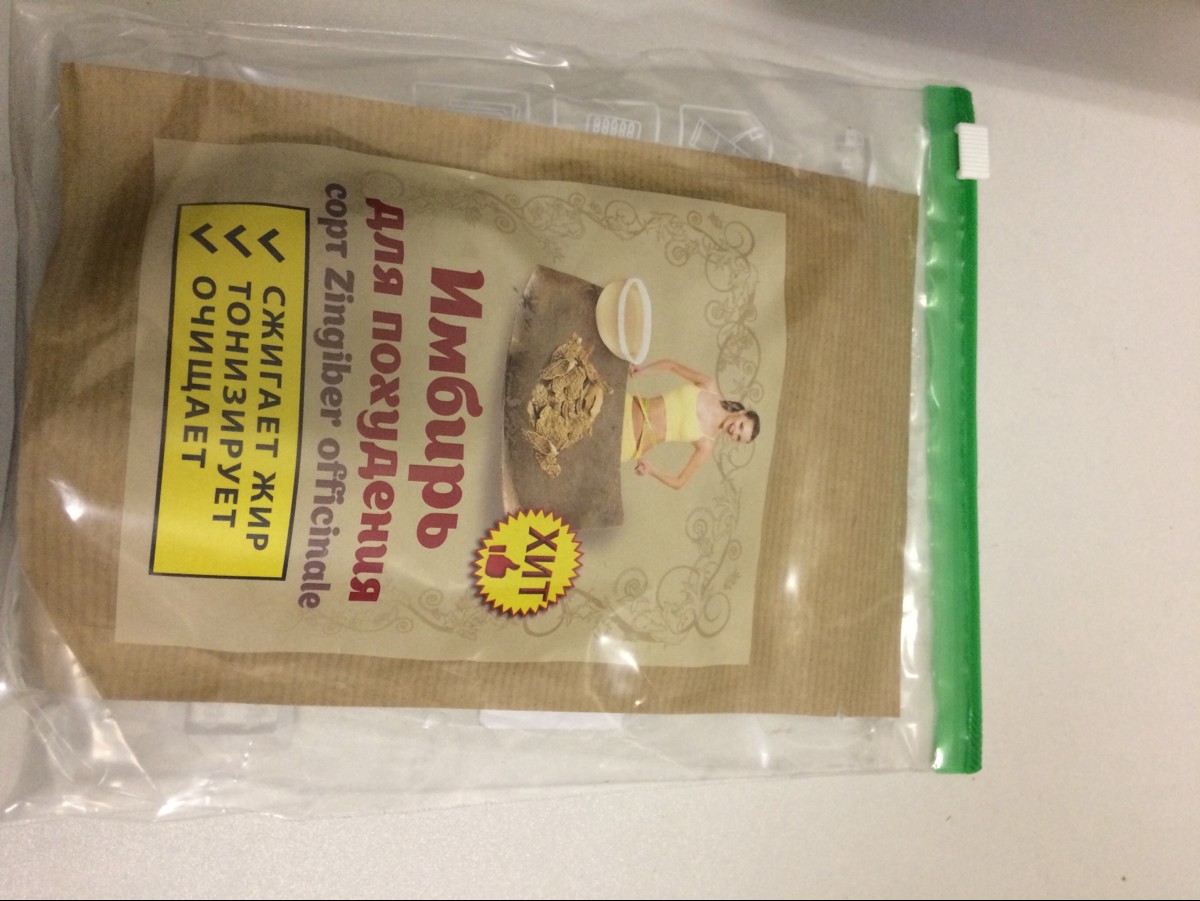 ХИТ
Имбирь
для похудения
сорт Zingiber officinale
СЖИГАЕТ ЖИР
ТОНИЗИРУЕТ
ОЧИЩАЕТ